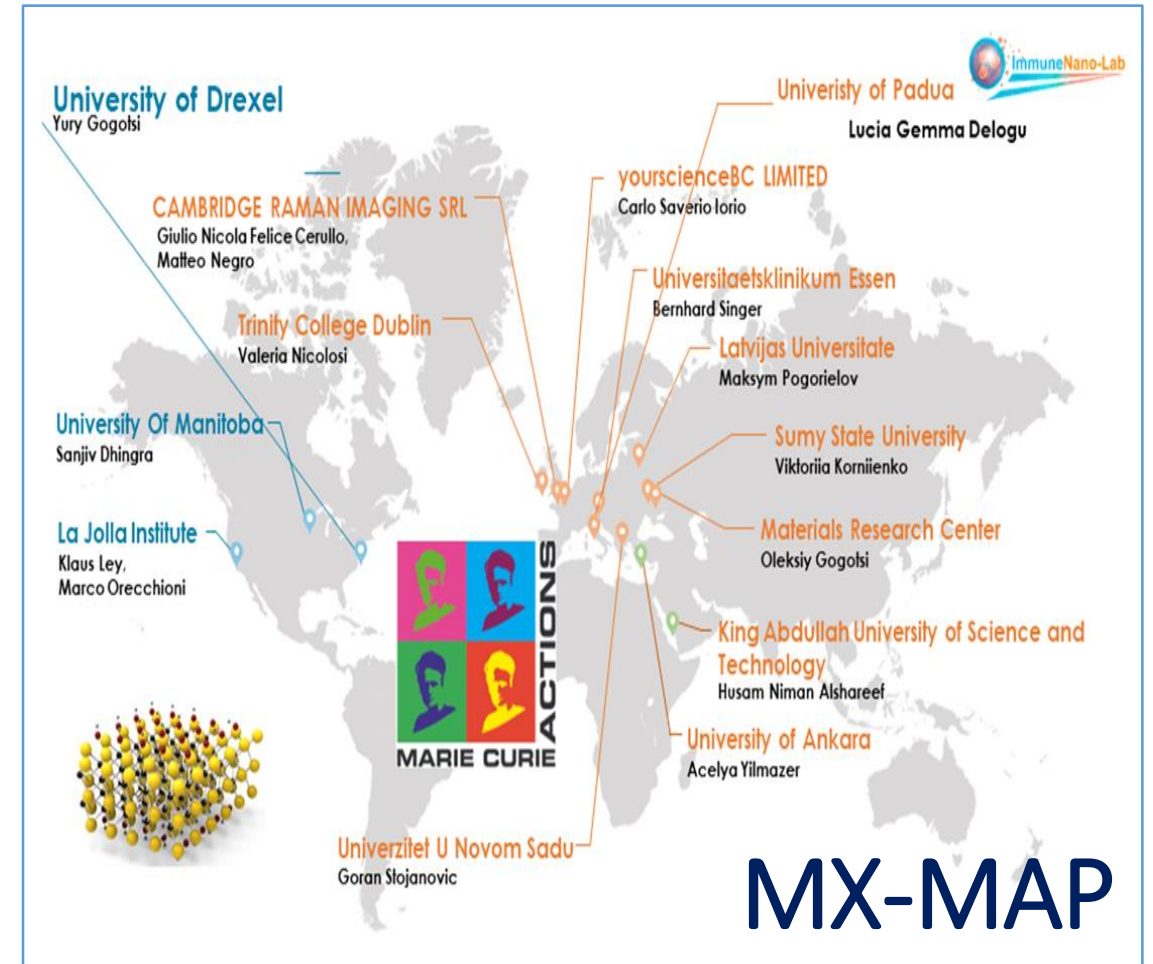 ImmuneNano-Lab
University of Drexel
Yury Gogotsi
Univeristy of Padua
Lucia Gemma Delogu
yourscienceBC LIMITED
Carlo Saverio Iorio
CAMBRIDGE RAMAN IMAGING SRL
Giulio Nicola Felice Cerullo,
Matteo Negro
Universitaetsklinikum Essen
Bernhard Singer
Trinity College Dublin
Valeria Nicolosi
Latvijas Universitate
Maksym Pogorielov
University Of Manitoba
Sanjiv Dhingra
Sumy State University
Viktoriia Korniienko
La Jolla Institute
Klaus Ley,
Marco Orecchioni
Materials Research Center
Oleksiy Gogotsi
MARIE CURIE
ACTIONS
King Abdullah University of Science and
Technology
Husam Niman Alshareef
University of Ankara
Acelya Yilmazer
Univerzitet U Novom Sadu
Goran Stojanovic
MX-MAP